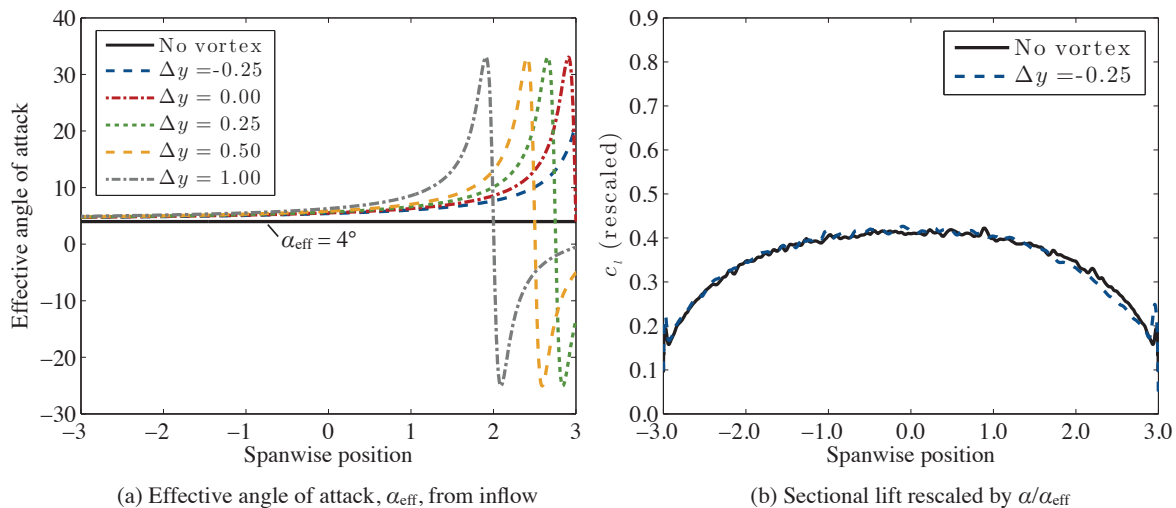 40
30
20
10
0
−10
−20
−30
−3
−2
−1
0
1
2
3
Effective angle of attack
Spanwise position
No vortex
Δy =-0.25
Δy = 0.00
Δy = 0.25
Δy = 0.50
Δy = 1.00
α_eff = 4°
(a) Effective angle of attack, α_eff, from inflow
0.9
0.8
0.7
0.6
0.5
0.4
0.3
0.2
0.1
0.0
-3.0
-2.0
-1.0
0.0
1.0
2.0
3.0
c_l (rescaled)
Spanwise position
No vortex
Δy =-0.25
(b) Sectional lift rescaled by α/α_eff